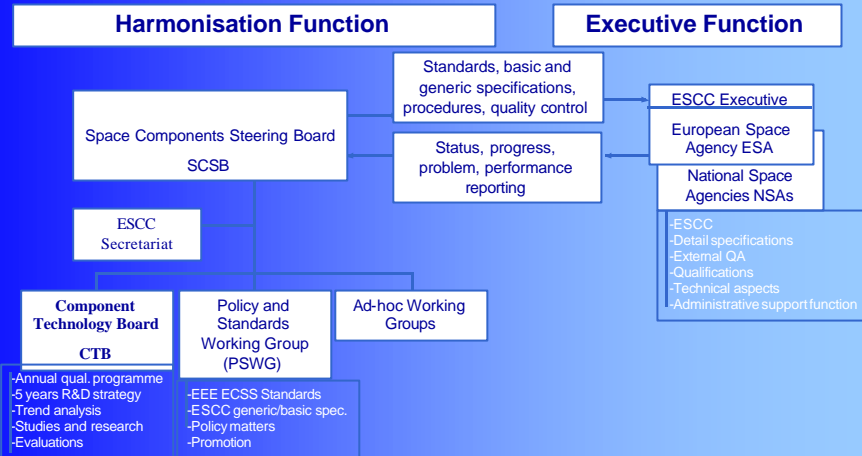 Harmonisation Function
Executive Function
Standards, basic and
generic specifications,
procedures, quality control
ESCC Executive
European Space
Agency ESA
Space Components Steering Board
SCSB
Status, progress,
problem, performance
reporting
National Space
Agencies NSAs
-ESCC
-Detail specifications
-External QA
-Qualifications
-Technical aspects
-Administrative support function
ESCC
Secretariat
Component
Technology Board
CTB
Policy and
Standards
Working Group
(PSWG)
Ad-hoc Working
Groups
-Annual qual. programme
-5 years R&D strategy
-Trend analysis
-Studies and research
-Evaluations
-EEE ECSS Standards
-ESCC generic/basic spec.
-Policy matters
-Promotion